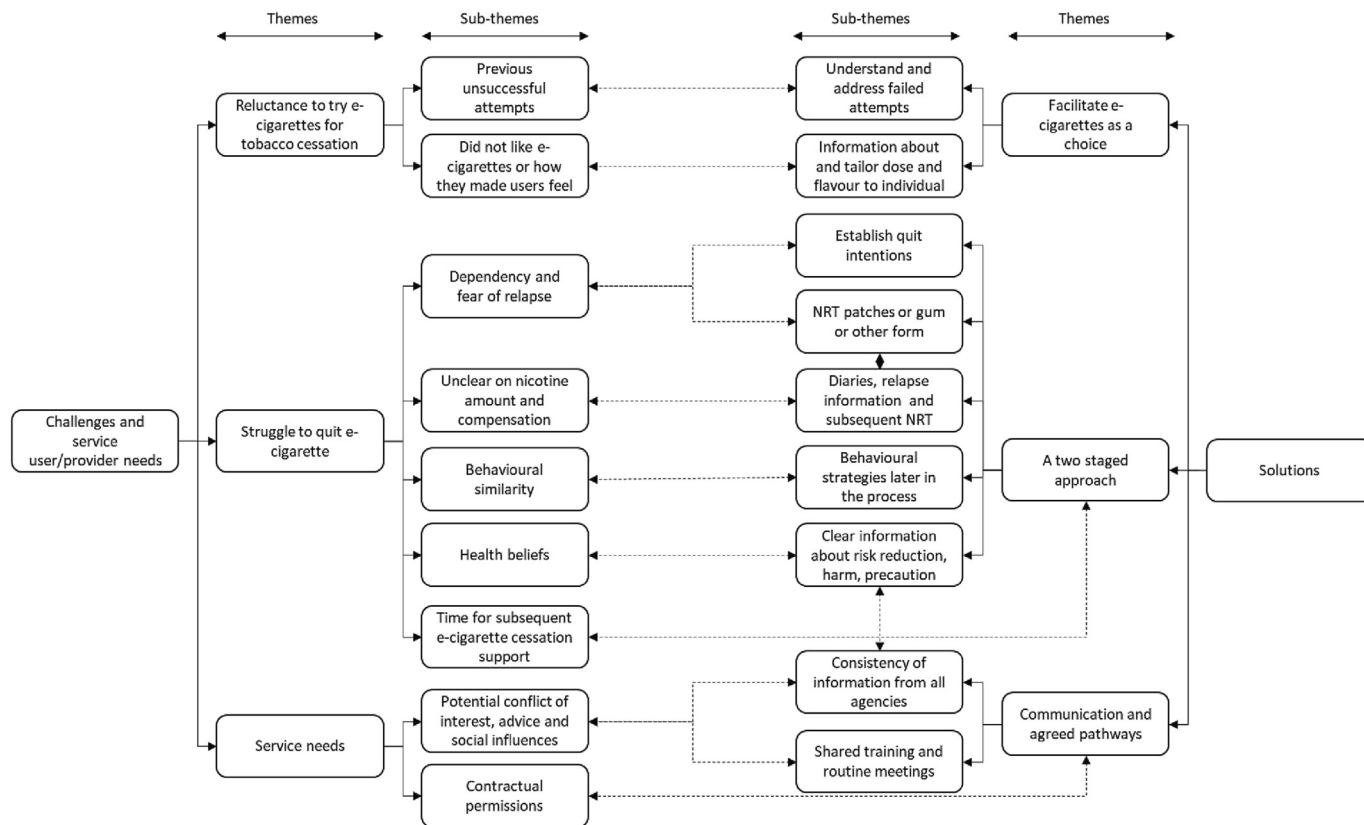 Themes
Sub-themes
Sub-themes
Themes
Previous
unsuccessful
attempts
Understand and
address failed
attempts
Reluctance to try e-
cigarettes for
tobacco cessation
Facilitate e-
cigarettes as a
choice
Did not like e-
cigarettes or how
they made users feel
Information about
and tailor dose and
flavour to individual
Establish quit
intentions
Dependency and
fear of relapse
NRT patches or gum
or other form
Unclear on nicotine
amount and
compensation
Diaries, relapse
information and
subsequent NRT
Challenges and
service
user/provider needs
Struggle to quit e-
cigarette
Behavioural
similarity
Behavioural
strategies later in
the process
A two staged
approach
Solutions
Health beliefs
Clear information
about risk reduction,
harm, precaution
Time for subsequent
e-cigarette cessation
support
Consistency of
information from all
agencies
Potential conflict of
interest, advice and
social influences
Service needs
Communication and
agreed pathways
Shared training and
routine meetings
Contractual
permissions